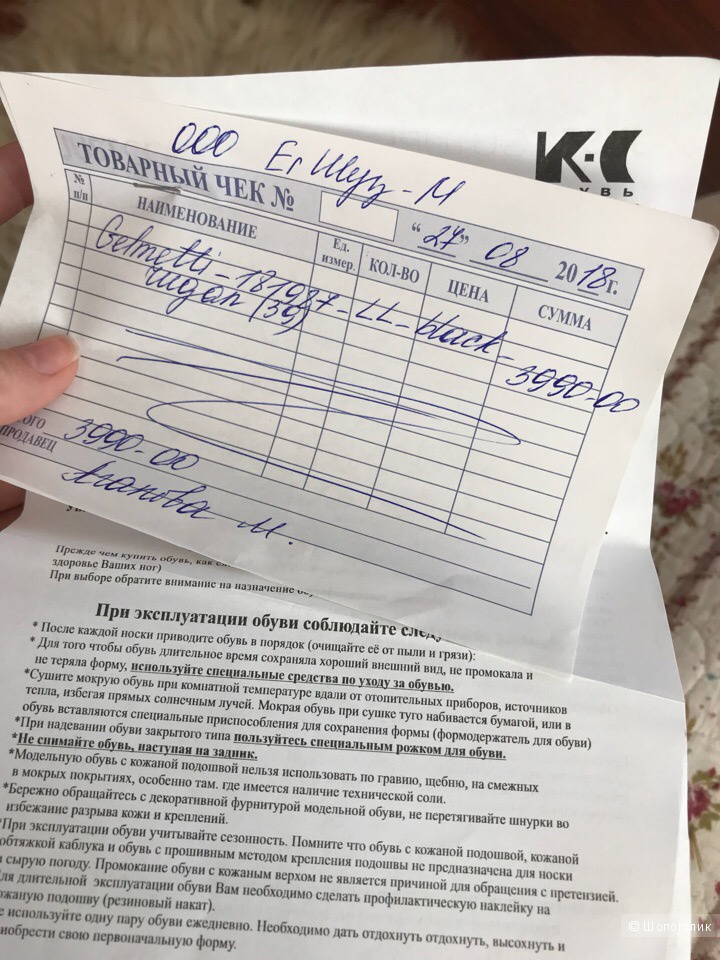 К·С
ОБУВЬ
ООО Ег Шуз-М
ТОВАРНЫЙ ЧЕК № “27” 08 2018г.
№ п/п НАИМЕНОВАНИЕ Ед. измер. КОЛ-ВО ЦЕНА СУММА
Gelmetti-181987-LL-black- 3990-00
(39)
ПРОДАВЕЦ 3990-00
М.
Прежде чем купить обувь, как
здоровье Ваших ног)
При выборе обратите внимание на назначение
При эксплуатации обуви соблюдайте
* После каждой носки приводите обувь в порядок (очищайте её от пыли и грязи):
* Для того чтобы обувь длительное время сохраняла хороший внешний вид, не промокала и
не теряла форму, используйте специальные средства по уходу за обувью.
*Сушите мокрую обувь при комнатной температуре вдали от отопительных приборов, источников
тепла, избегая прямых солнечным лучей. Мокрая обувь при сушке туго набивается бумагой, или в
обувь вставляются специальные приспособления для сохранения формы (формодержатель для обуви)
*При надевании обуви закрытого типа пользуйтесь специальным рожком для обуви.
*Не снимайте обувь, наступая на задник.
*Модельную обувь с кожаной подошвой нельзя использовать по гравию, щебню, на смежных
в мокрых покрытиях, особенно там. где имеется наличие технической соли.
*Бережно обращайтесь с декоративной фурнитурой модельной обуви, не перетягивайте шнурки во
избежание разрыва кожи и креплений.
*При эксплуатации обуви учитывайте сезонность. Помните что обувь с кожаной подошвой, кожаной
обтяжкой каблука и обувь с прошивным методом крепления подошвы не предназначена для носки
в сырую погоду. Промокание обуви с кожаным верхом не является причиной для обращения с претензией.
для длительной эксплуатации обуви Вам необходимо сделать профилактическую наклейку на
кожаную подошву (резиновый накат).
е используйте одну пару обуви ежедневно. Необходимо дать отдохнуть отдохнуть, высохнуть и
иобрести свою первоначальную форму.
© Шопоголик